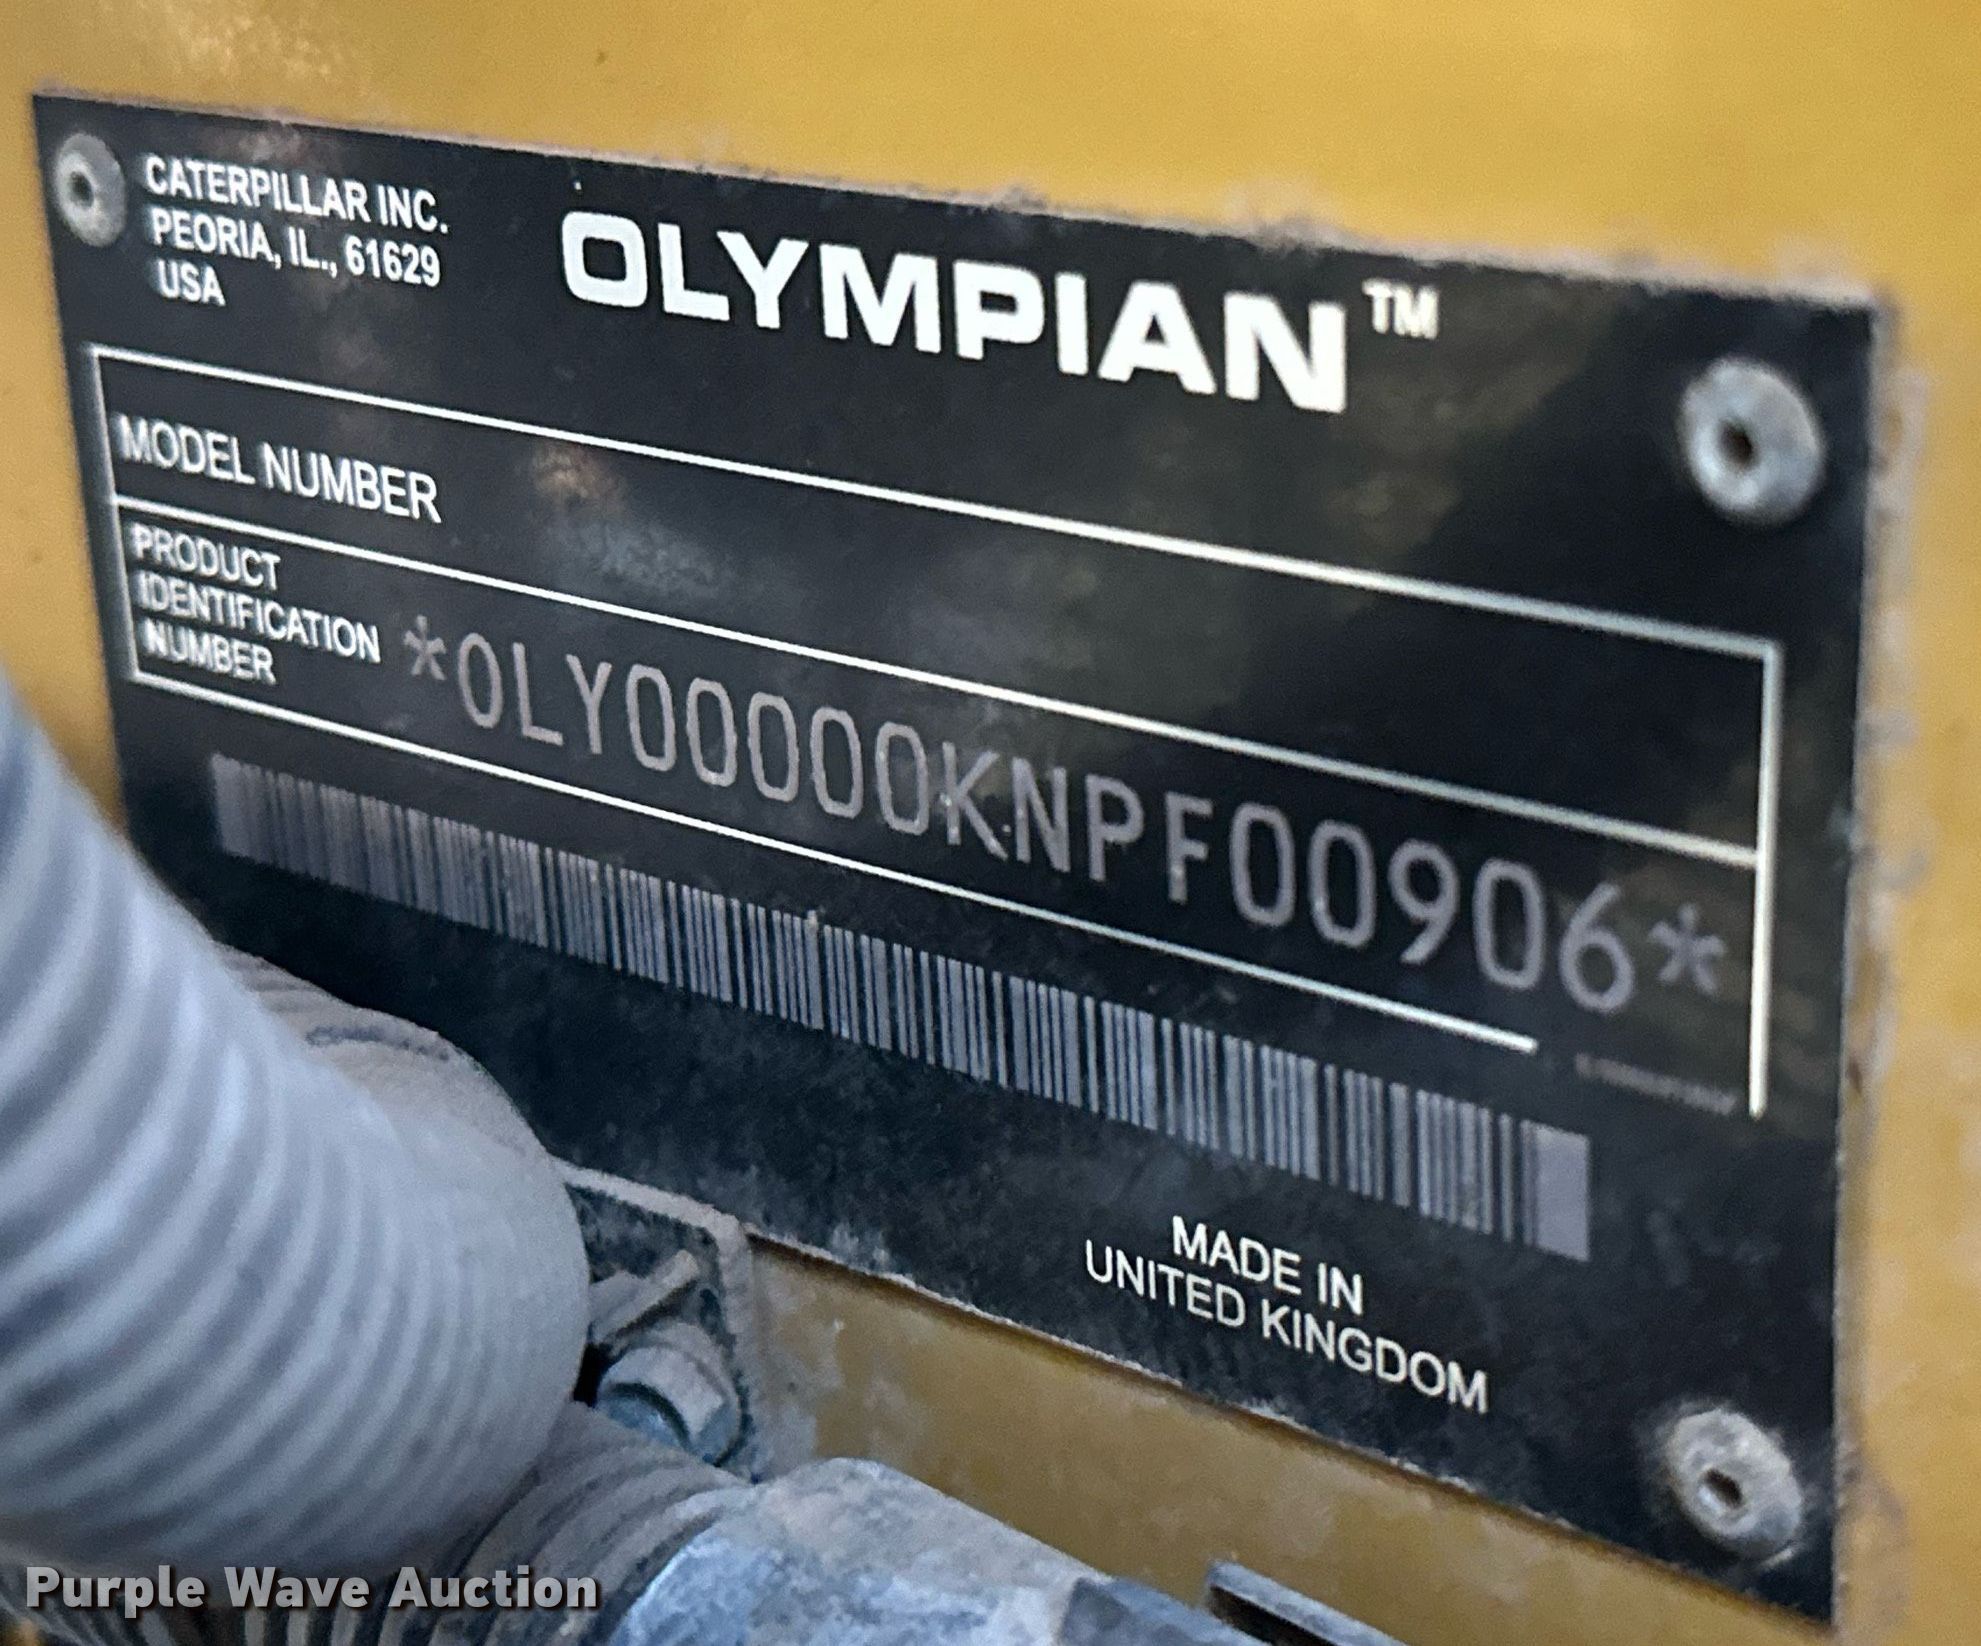 CATERPILLAR INC.
PEORIA, IL., 61629
USA
OLYMPIAN™
MODEL NUMBER
PRODUCT
IDENTIFICATION
NUMBER
*OLY00000KNPF00906*
MADE IN
UNITED KINGDOM
Purple Wave Auction